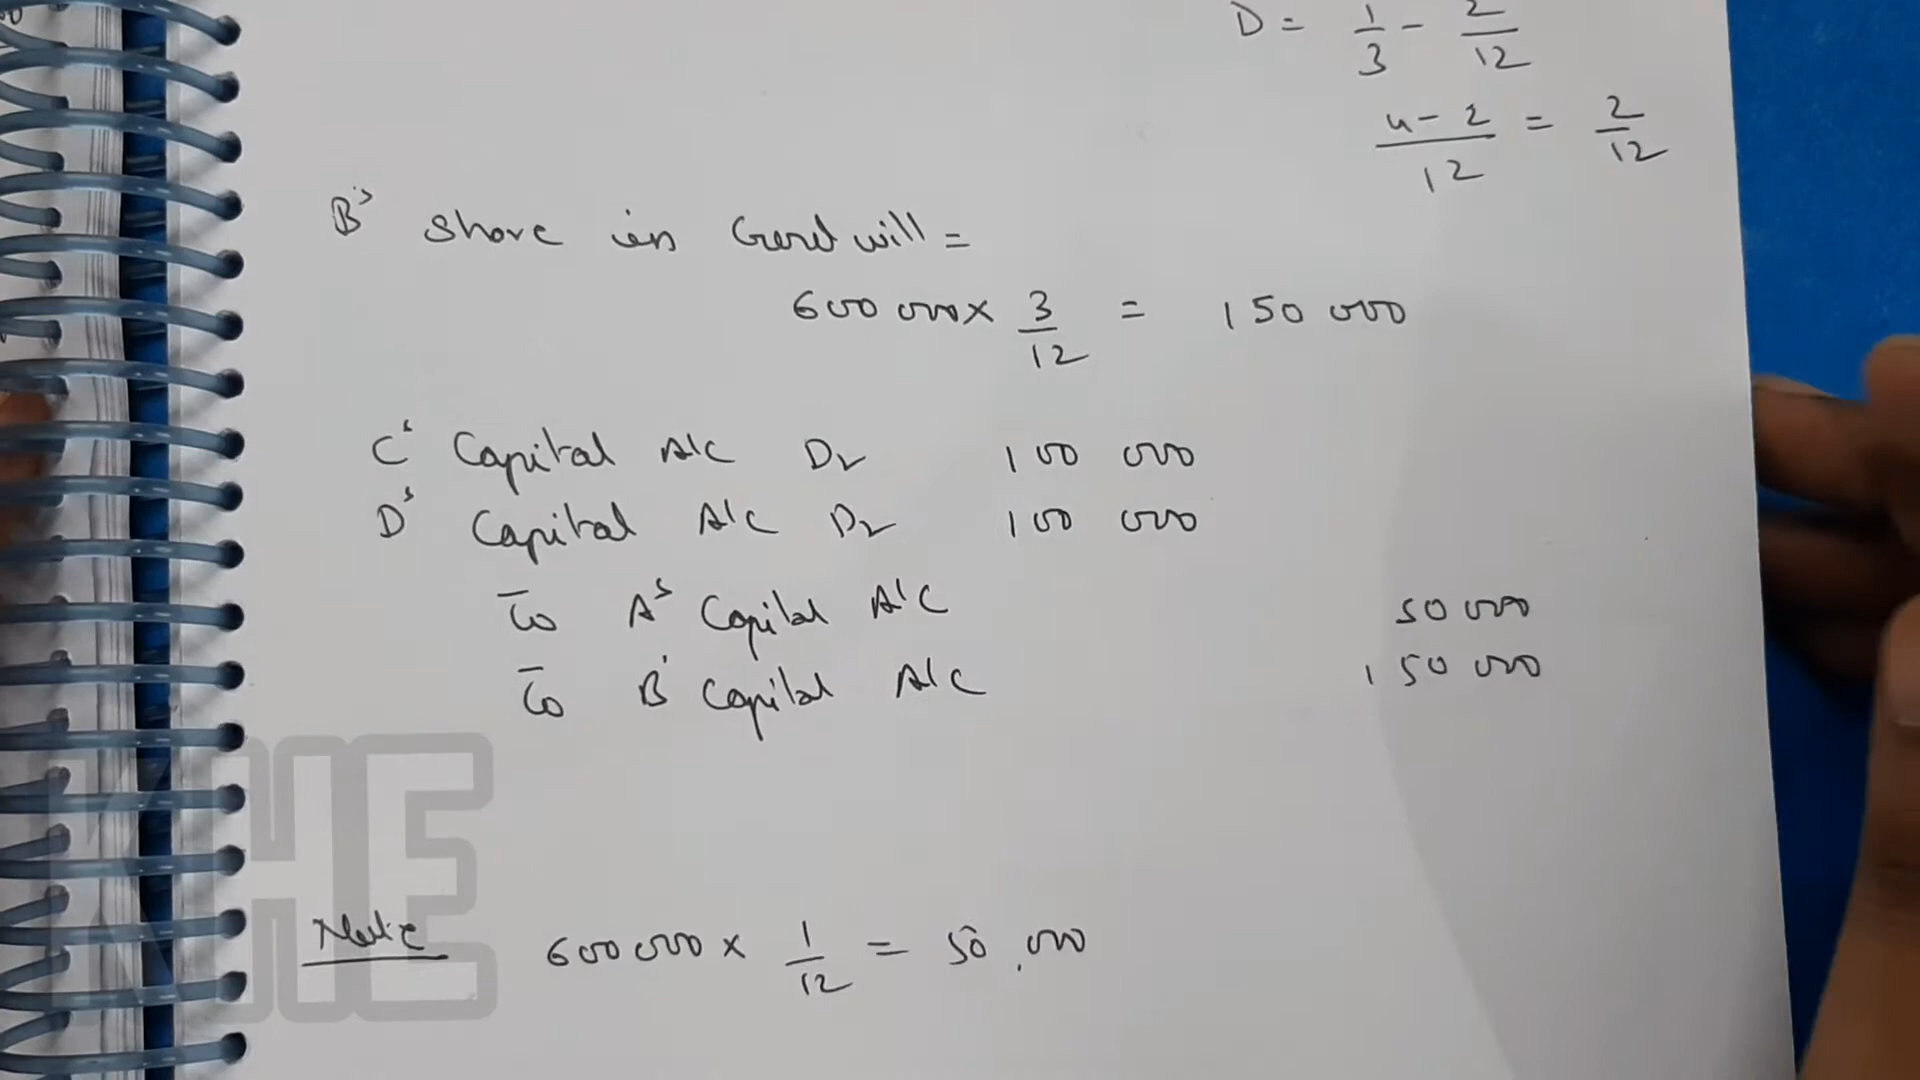 D = 1/3 - 2/12
4-2/12 = 2/12
B's share in Goodwill =
600 000 x 3/12 = 150 000
C's Capital A/c Dr 100 000
D's Capital A/c Dr 100 000
To A's Capital A/c 50 000
To B' Capital A/c 150 000
Note 600 000 x 1/12 = 50,000
KHE